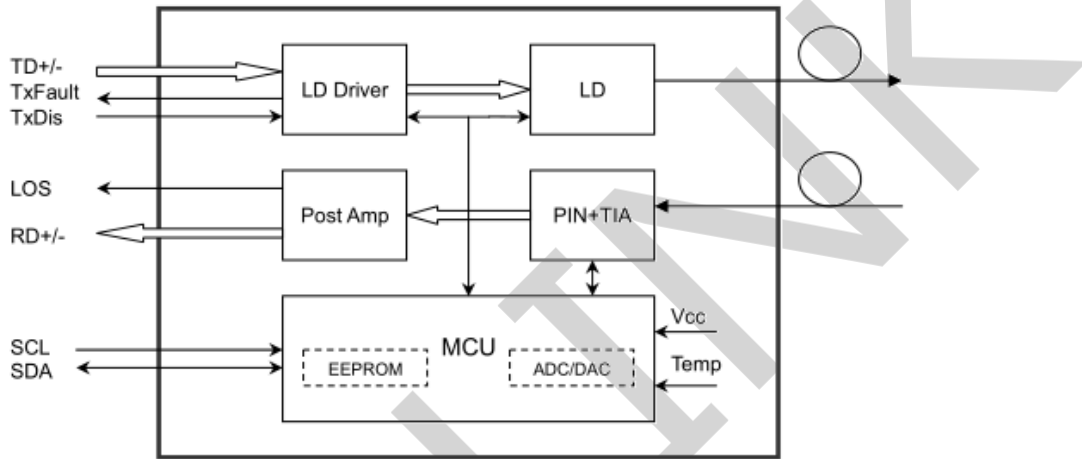 TD+/-
TxFault
TxDis
LD Driver
LD
LOS
RD+/-
Post Amp
PIN+TIA
SCL
SDA
MCU
EEPROM
ADC/DAC
Vcc
Temp